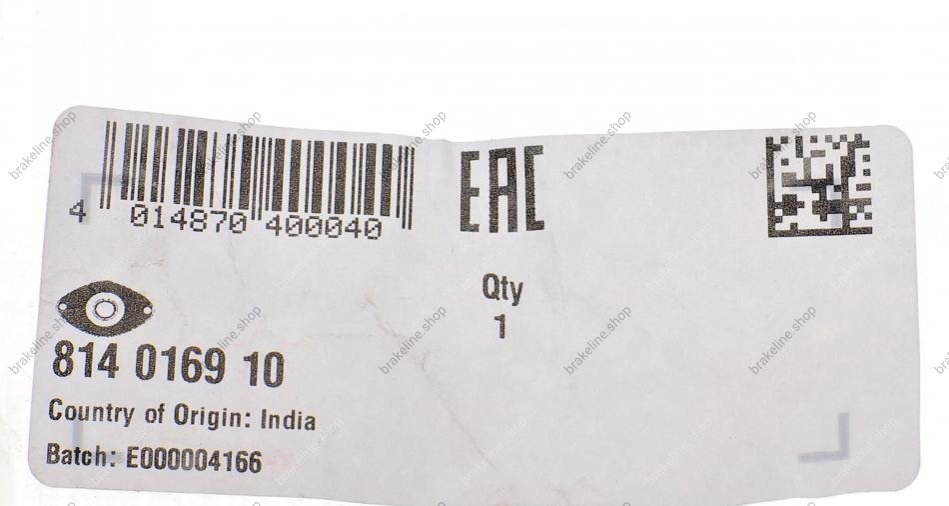 4 014870 400040
EAC
Qty
1
814 0169 10
Country of Origin: India
Batch: E000004166
brakeline.shop